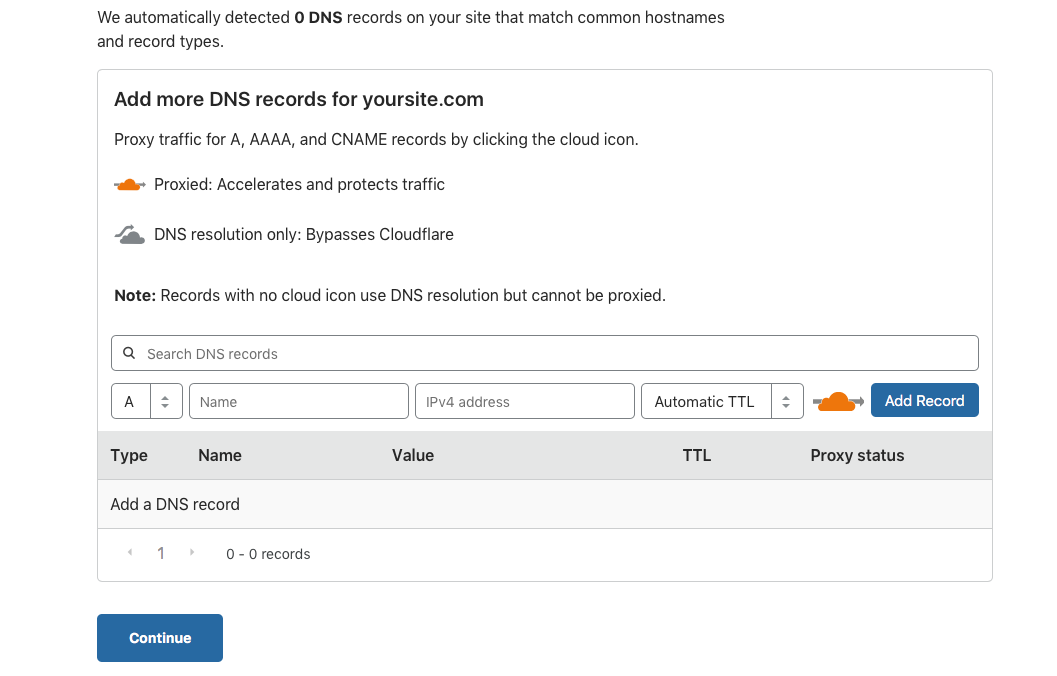 We automatically detected 0 DNS records on your site that match common hostnames
and record types.
Add more DNS records for yoursite.com
Proxy traffic for A, AAAA, and CNAME records by clicking the cloud icon.
Proxied: Accelerates and protects traffic
DNS resolution only: Bypasses Cloudflare
Note: Records with no cloud icon use DNS resolution but cannot be proxied.
Search DNS records
A Name IPv4 address Automatic TTL Add Record
Type Name Value TTL Proxy status
Add a DNS record
1 0 - 0 records
Continue